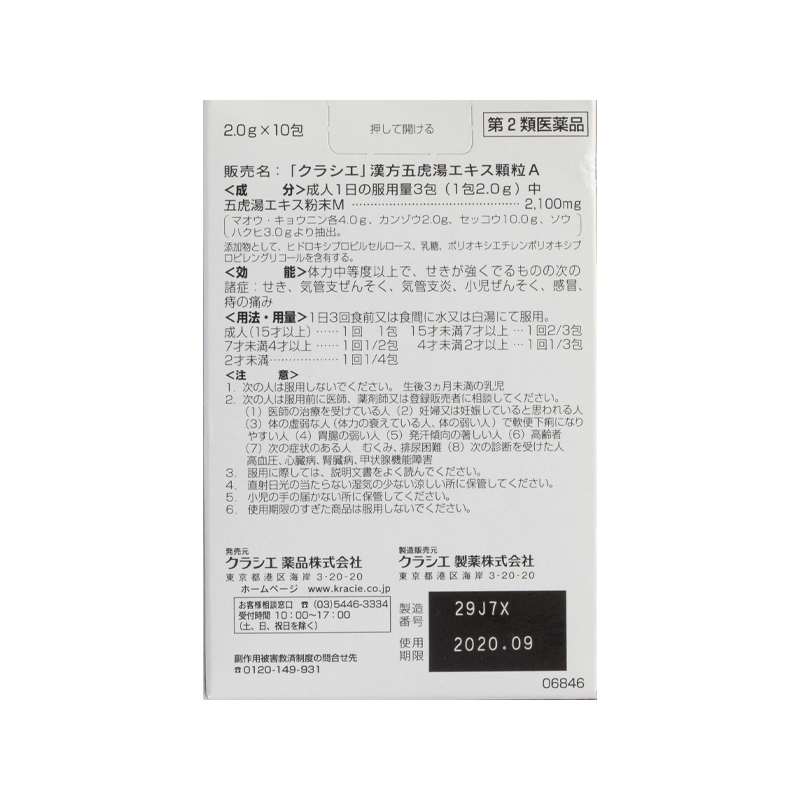 2.0g×10包
押して開ける
第2類医薬品
販売名：「クラシエ」漢方五虎湯エキス顆粒A
＜成　分＞成人1日の服用量3包（1包2.0g）中
五虎湯エキス粉末M …………………………………… 2,100mg
マオウ・キョウニン各4.0g、カンゾウ2.0g、セッコウ10.0g、ソウ
ハクヒ3.0gより抽出。
添加物として、ヒドロキシプロピルセルロース、乳糖、ポリオキシエチレンポリオキシプ
ロピレングリコールを含有する。
＜効　能＞体力中等度以上で、せきが強くでるものの次の
諸症：せき、気管支ぜんそく、気管支炎、小児ぜんそく、感冒、
痔の痛み
＜用法・用量＞1日3回食前又は食間に水又は白湯にて服用。
成人（15才以上）……1回　1包　15才未満7才以上…1回2/3包
7才未満4才以上……1回1/2包　4才未満2才以上…1回1/3包
2才未満………………1回1/4包
＜注　意＞
1. 次の人は服用しないでください。 生後3ヵ月未満の乳児
2. 次の人は服用前に医師、薬剤師又は登録販売者に相談してください。
（1）医師の治療を受けている人（2）妊婦又は妊娠していると思われる人
（3）体の虚弱な人（体力の衰えている人、体の弱い人）で軟便下痢になり
やすい人（4）胃腸の弱い人（5）発汗傾向の著しい人（6）高齢者
（7）次の症状のある人　むくみ、排尿困難（8）次の診断を受けた人
高血圧、心臓病、腎臓病、甲状腺機能障害
3. 服用に際しては、説明文書をよく読んでください。
4. 直射日光の当たらない湿気の少ない涼しい所に保管してください。
5. 小児の手の届かない所に保管してください。
6. 使用期限のすぎた商品は服用しないでください。
発売元
クラシエ 薬品株式会社
東京都港区海岸 3-20-20
ホームページ www.kracie.co.jp
お客様相談窓口 ☎（03）5446-3334
受付時間 10：00～17：00
（土、日、祝日を除く）
副作用被害救済制度の問合せ先
☎0120-149-931
製造販売元
クラシエ 製薬株式会社
東京都港区海岸 3-20-20
製造番号 29J7X
使用期限 2020.09
06846